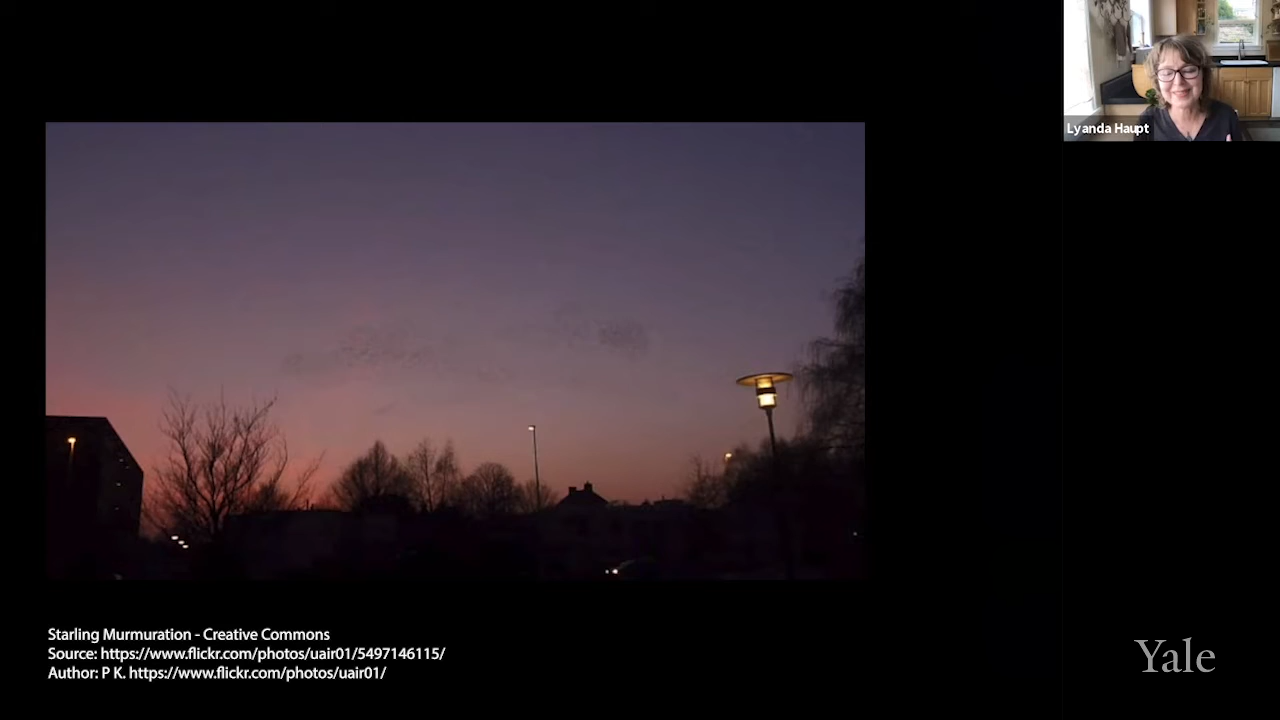 Lyanda Haupt
Starling Murmuration - Creative Commons
Source: https://www.flickr.com/photos/uair01/5497146115/
Author: P K. https://www.flickr.com/photos/uair01/
Yale